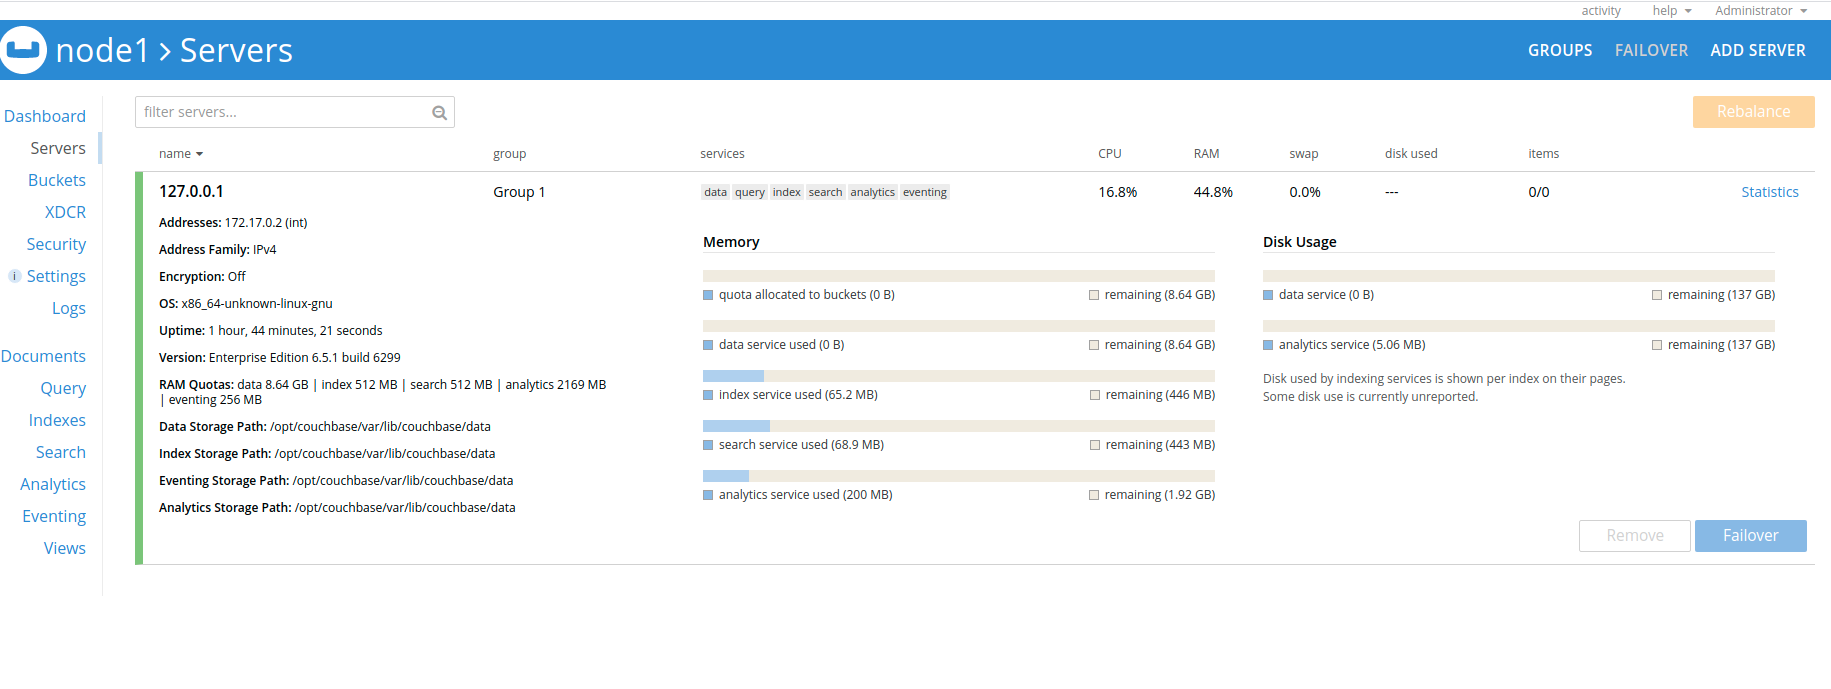 activity help Administrator
node1 > Servers GROUPS FAILOVER ADD SERVER
Dashboard
Servers
Buckets
XDCR
Security
i Settings
Logs
Documents
Query
Indexes
Search
Analytics
Eventing
Views
filter servers... Rebalance
name group services CPU RAM swap disk used items
127.0.0.1 Group 1 data query index search analytics eventing 16.8% 44.8% 0.0% --- 0/0 Statistics
Addresses: 172.17.0.2 (int)
Address Family: IPv4
Encryption: Off
OS: x86_64-unknown-linux-gnu
Uptime: 1 hour, 44 minutes, 21 seconds
Version: Enterprise Edition 6.5.1 build 6299
RAM Quotas: data 8.64 GB | index 512 MB | search 512 MB | analytics 2169 MB
| eventing 256 MB
Data Storage Path: /opt/couchbase/var/lib/couchbase/data
Index Storage Path: /opt/couchbase/var/lib/couchbase/data
Eventing Storage Path: /opt/couchbase/var/lib/couchbase/data
Analytics Storage Path: /opt/couchbase/var/lib/couchbase/data
Memory
quota allocated to buckets (0 B) remaining (8.64 GB)
data service used (0 B) remaining (8.64 GB)
index service used (65.2 MB) remaining (446 MB)
search service used (68.9 MB) remaining (443 MB)
analytics service used (200 MB) remaining (1.92 GB)
Disk Usage
data service (0 B) remaining (137 GB)
analytics service (5.06 MB) remaining (137 GB)
Disk used by indexing services is shown per index on their pages.
Some disk use is currently unreported.
Remove Failover